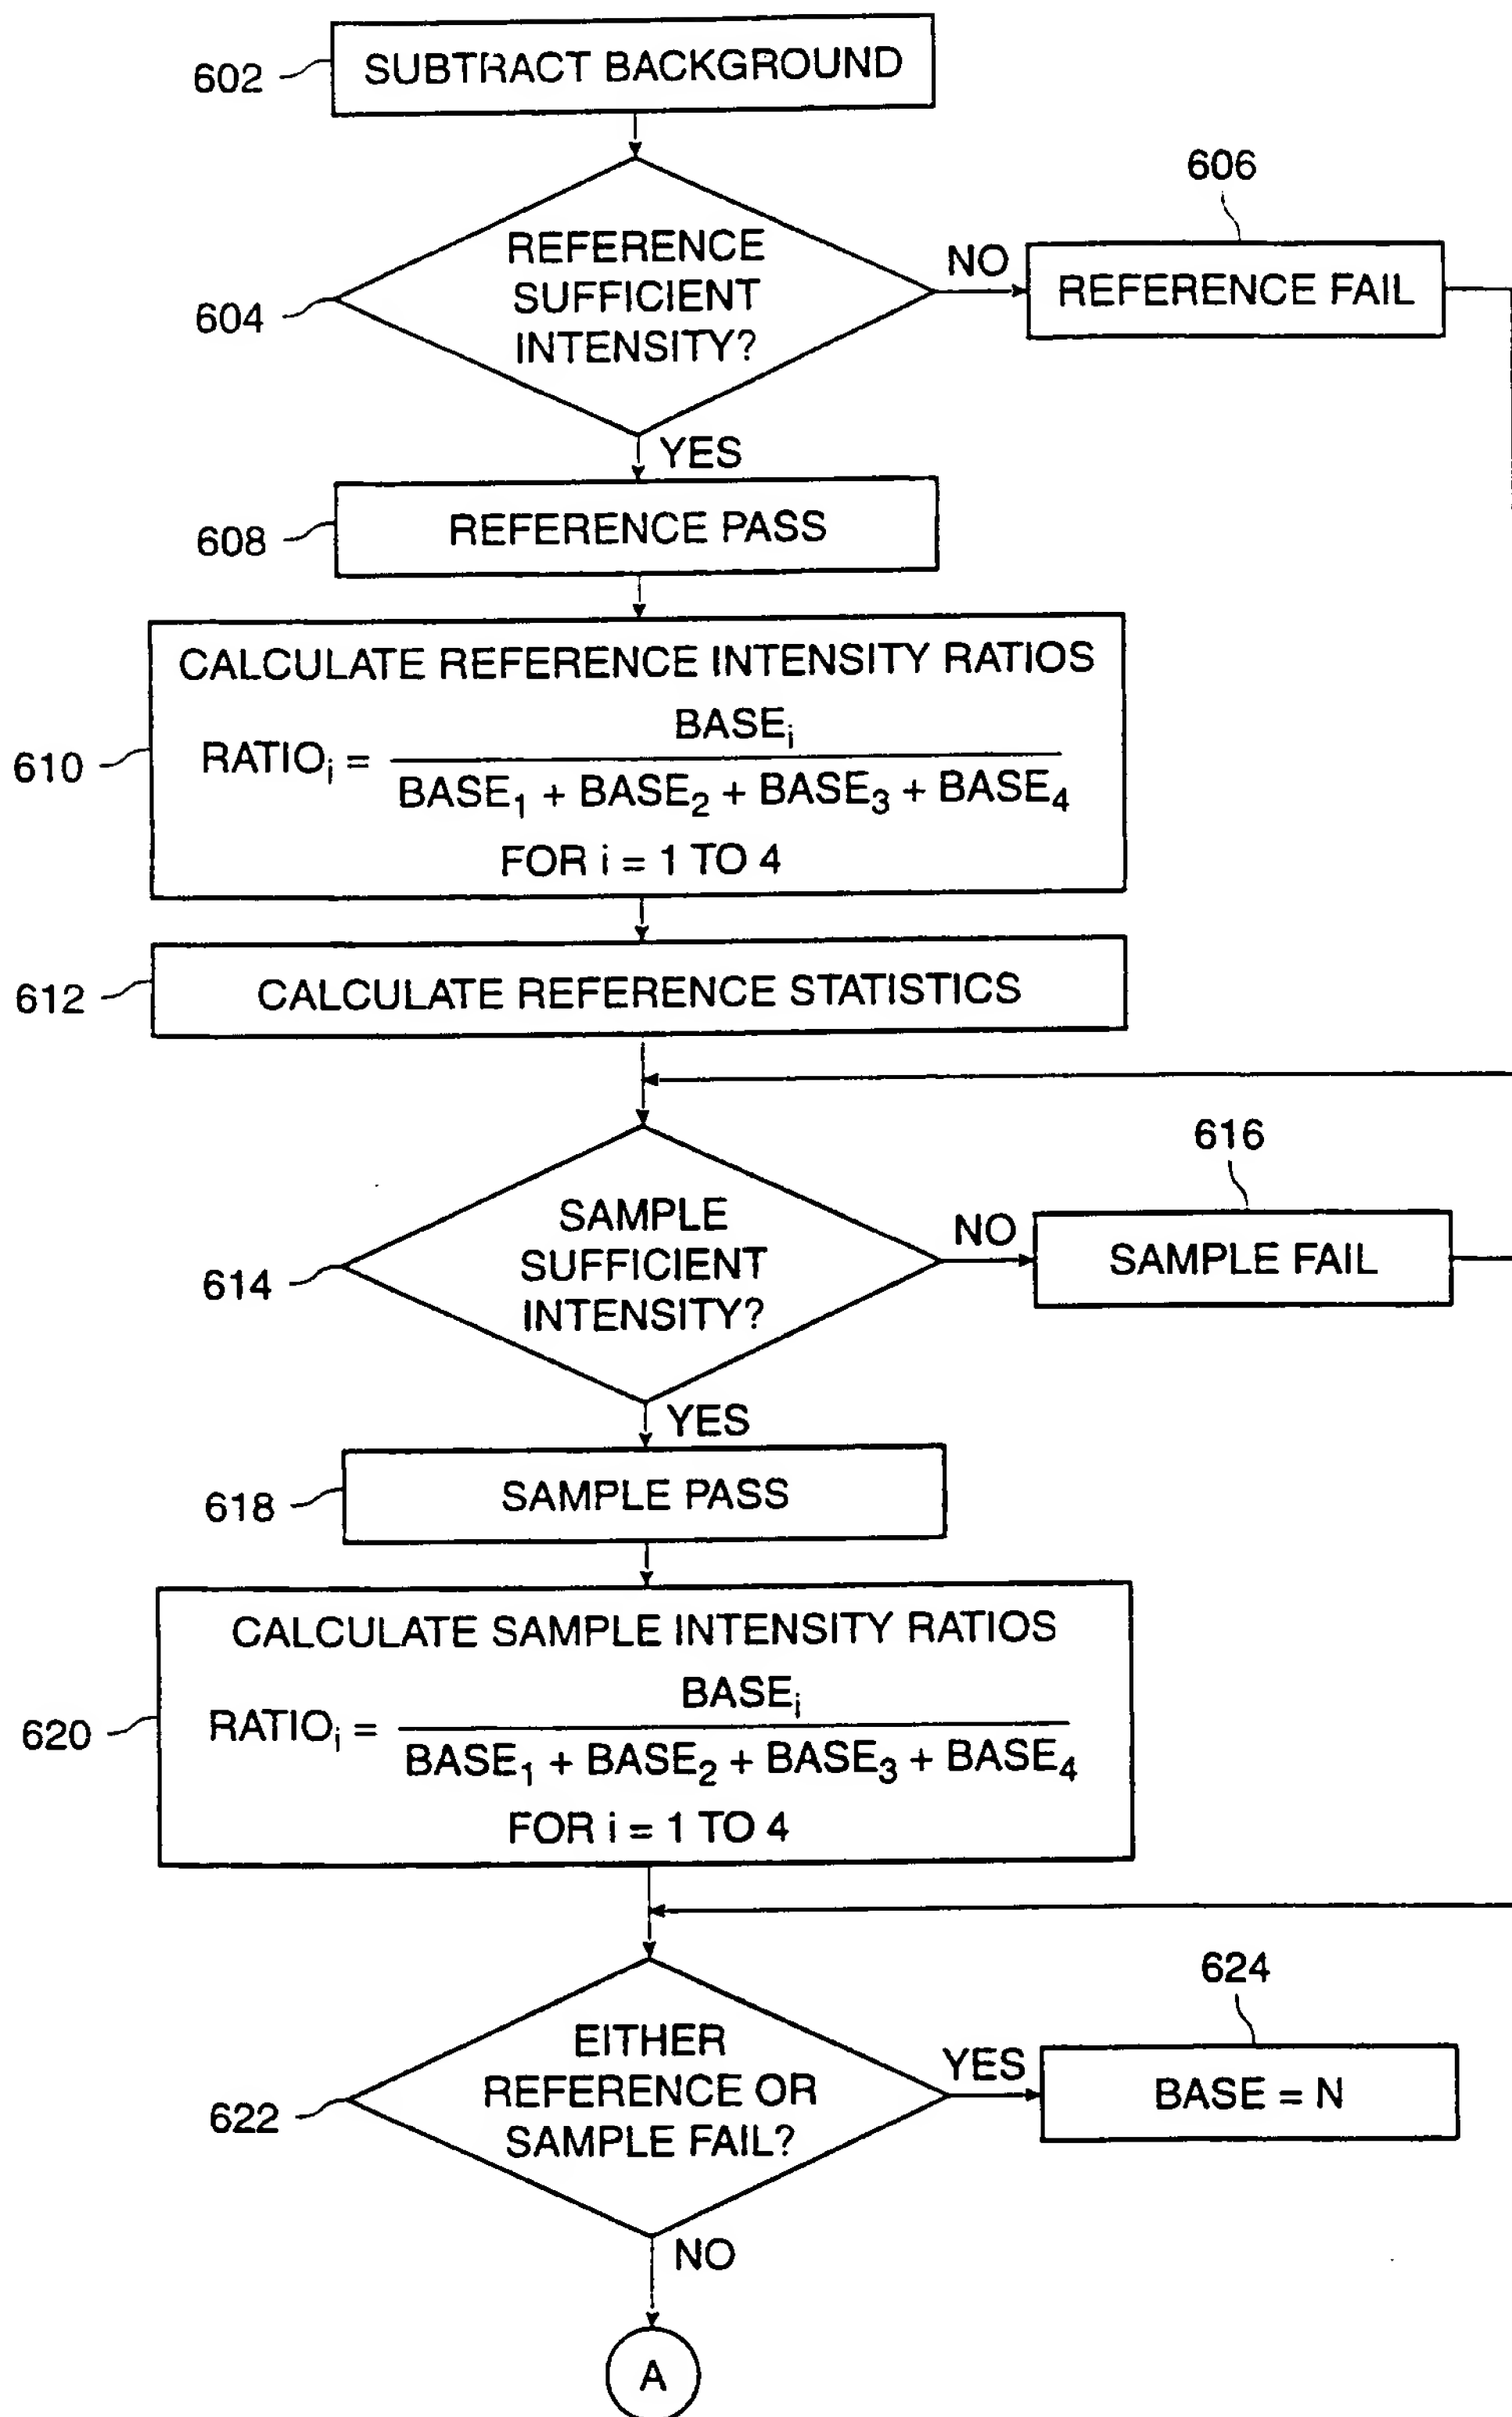 602
SUBTRACT BACKGROUND
606
604
REFERENCE
SUFFICIENT
INTENSITY?
NO
REFERENCE FAIL
YES
608
REFERENCE PASS
610
CALCULATE REFERENCE INTENSITY RATIOS
RATIOi = BASEi
BASE1 + BASE2 + BASE3 + BASE4
FOR i = 1 TO 4
612
CALCULATE REFERENCE STATISTICS
616
614
SAMPLE
SUFFICIENT
INTENSITY?
NO
SAMPLE FAIL
YES
618
SAMPLE PASS
620
CALCULATE SAMPLE INTENSITY RATIOS
RATIOi = BASEi
BASE1 + BASE2 + BASE3 + BASE4
FOR i = 1 TO 4
624
622
EITHER
REFERENCE OR
SAMPLE FAIL?
YES
BASE = N
NO
A